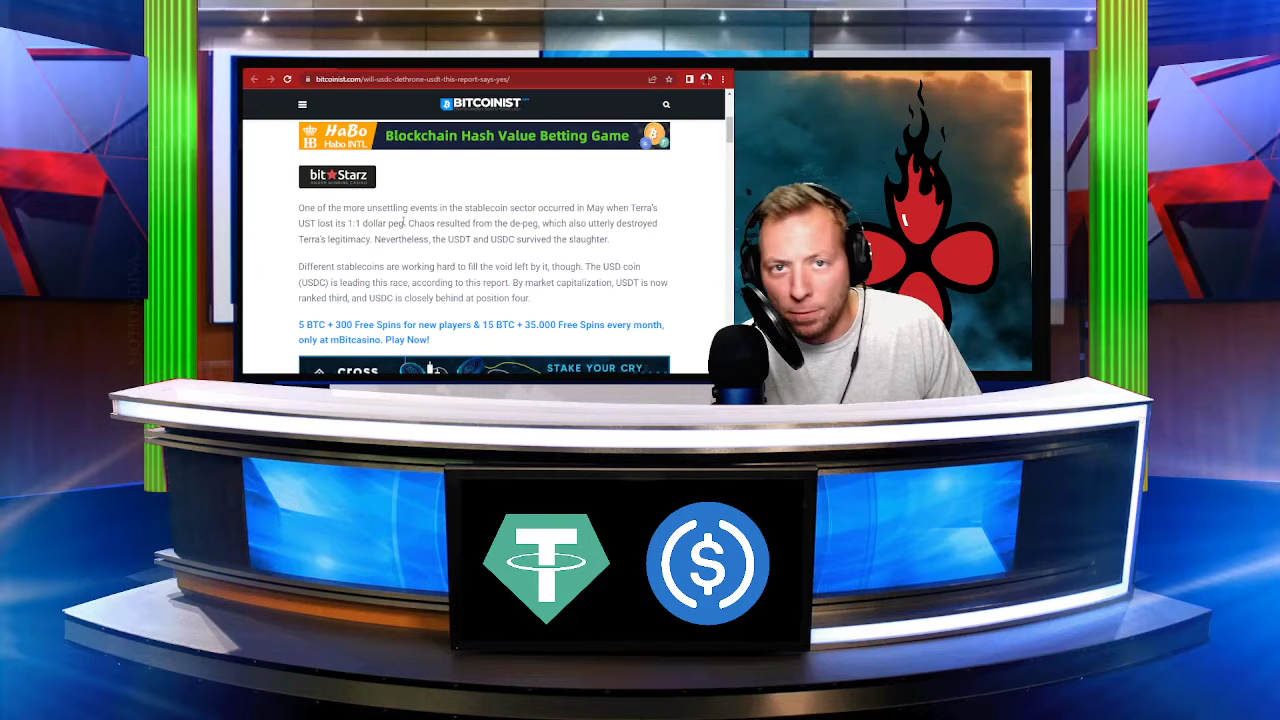 bitcoinist.com/will-usdc-dethrone-usdt-this-report-says-yes/
BITCOINIST
HaBo
Habo INTL
HB
Blockchain Hash Value Betting Game
bit★Starz
One of the more unsettling events in the stablecoin sector occurred in May when Terra's
UST lost its 1:1 dollar peg. Chaos resulted from the de-peg, which also utterly destroyed
Terra's legitimacy. Nevertheless, the USDT and USDC survived the slaughter.
Different stablecoins are working hard to fill the void left by it, though. The USD coin
(USDC) is leading this race, according to this report. By market capitalization, USDT is now
ranked third, and USDC is closely behind at position four.
5 BTC + 300 Free Spins for new players & 15 BTC + 35.000 Free Spins every month,
only at mBitcasino. Play Now!
cross
STAKE YOUR CRY